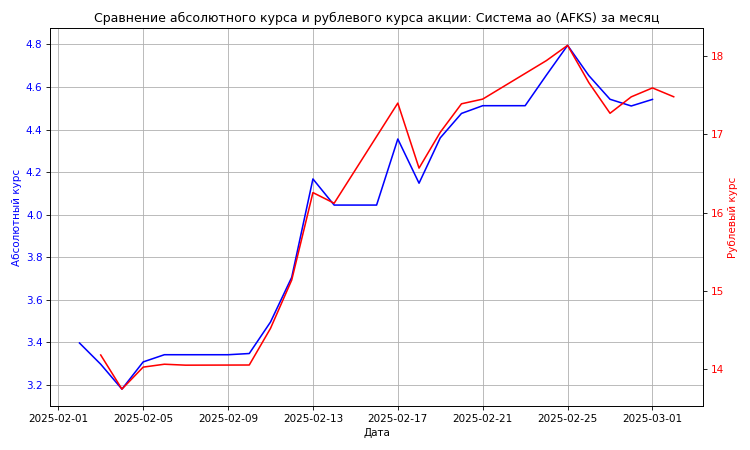 Сравнение абсолютного курса и рублевого курса акции: Система ао (AFKS) за месяц
4.8
4.6
4.4
4.2
4.0
3.8
3.6
3.4
3.2
Абсолютный курс
18
17
16
15
14
Рублевый курс
2025-02-01 2025-02-05 2025-02-09 2025-02-13 2025-02-17 2025-02-21 2025-02-25 2025-03-01
Дата